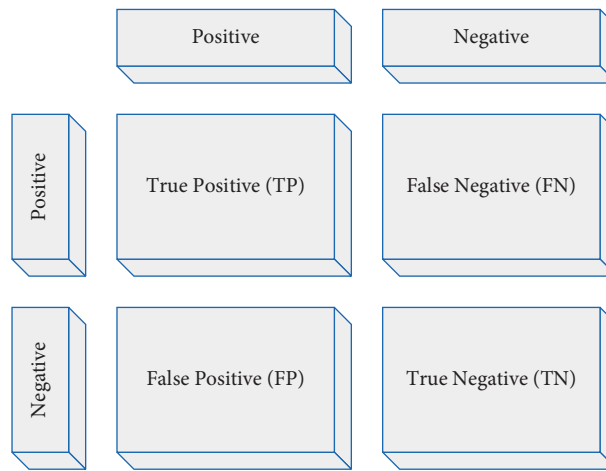 Positive
Negative
Positive
True Positive (TP)
False Negative (FN)
Negative
False Positive (FP)
True Negative (TN)